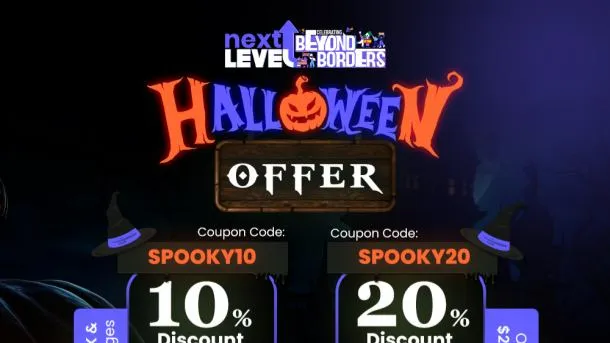 next
LEVEL
CELEBRATING
BEYOND
BORDERS
HALLOWEEN
OFFER
Coupon Code:
SPOOKY10
Coupon Code:
SPOOKY20
10%
Discount
20%
Discount